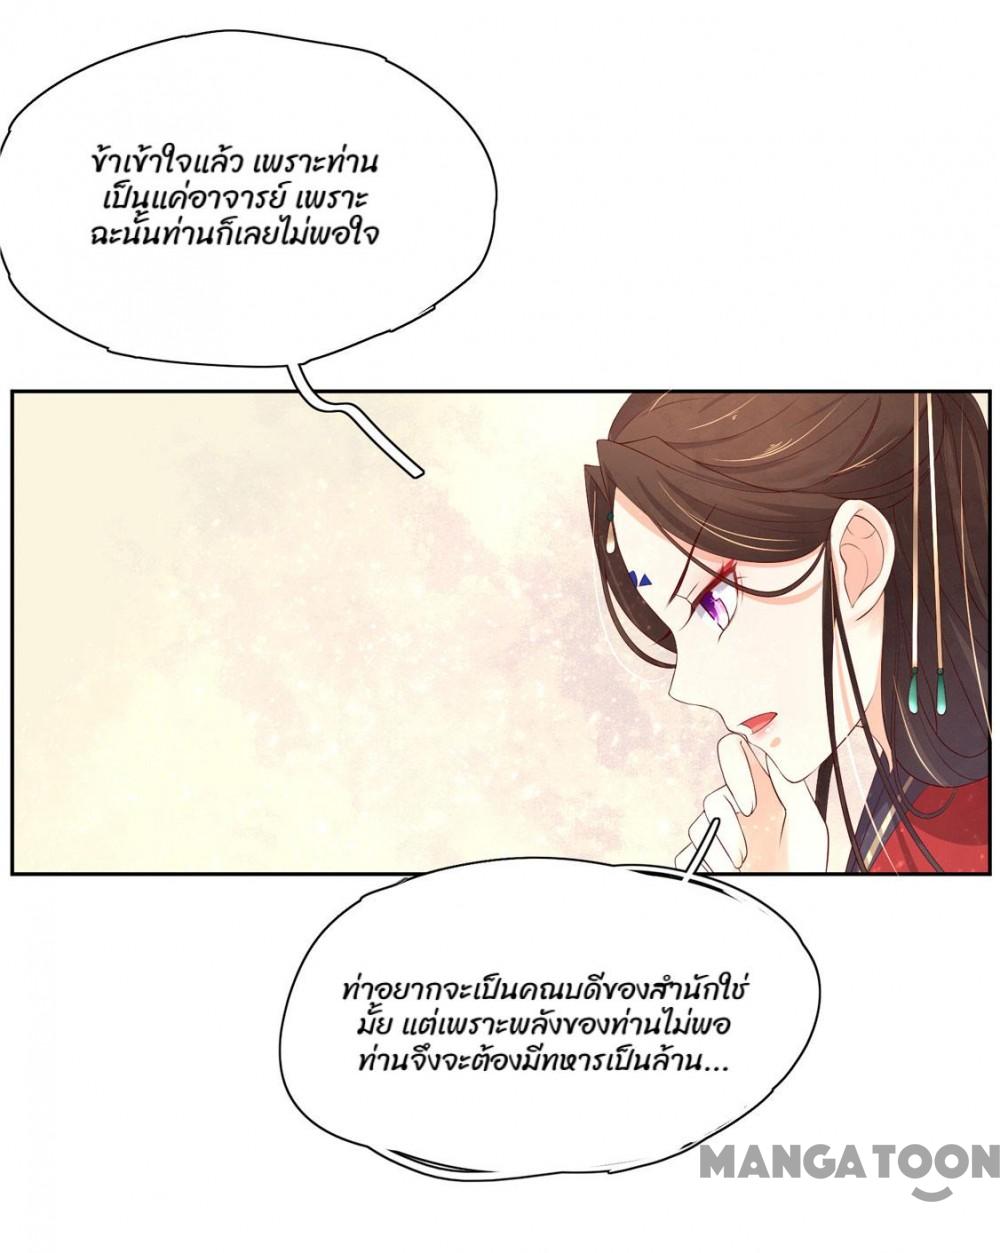 ข้าเข้าใจแล้ว เพราะท่าน
เป็นแค่อาจารย์ เพราะ
ฉะนั้นท่านก็เลยไม่พอใจ
ท่าอยากจะเป็นคณบดีของสำนักใช่
มั้ย แต่เพราะพลังของท่านไม่พอ
ท่านจึงจะต้องมีทหารเป็นล้าน...
MANGATOON